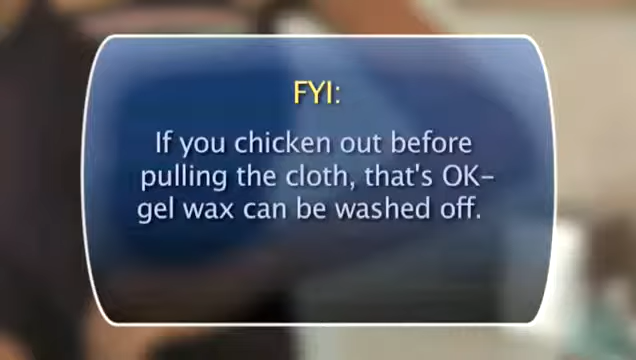 FYI:
If you chicken out before
pulling the cloth, that's OK–
gel wax can be washed off.